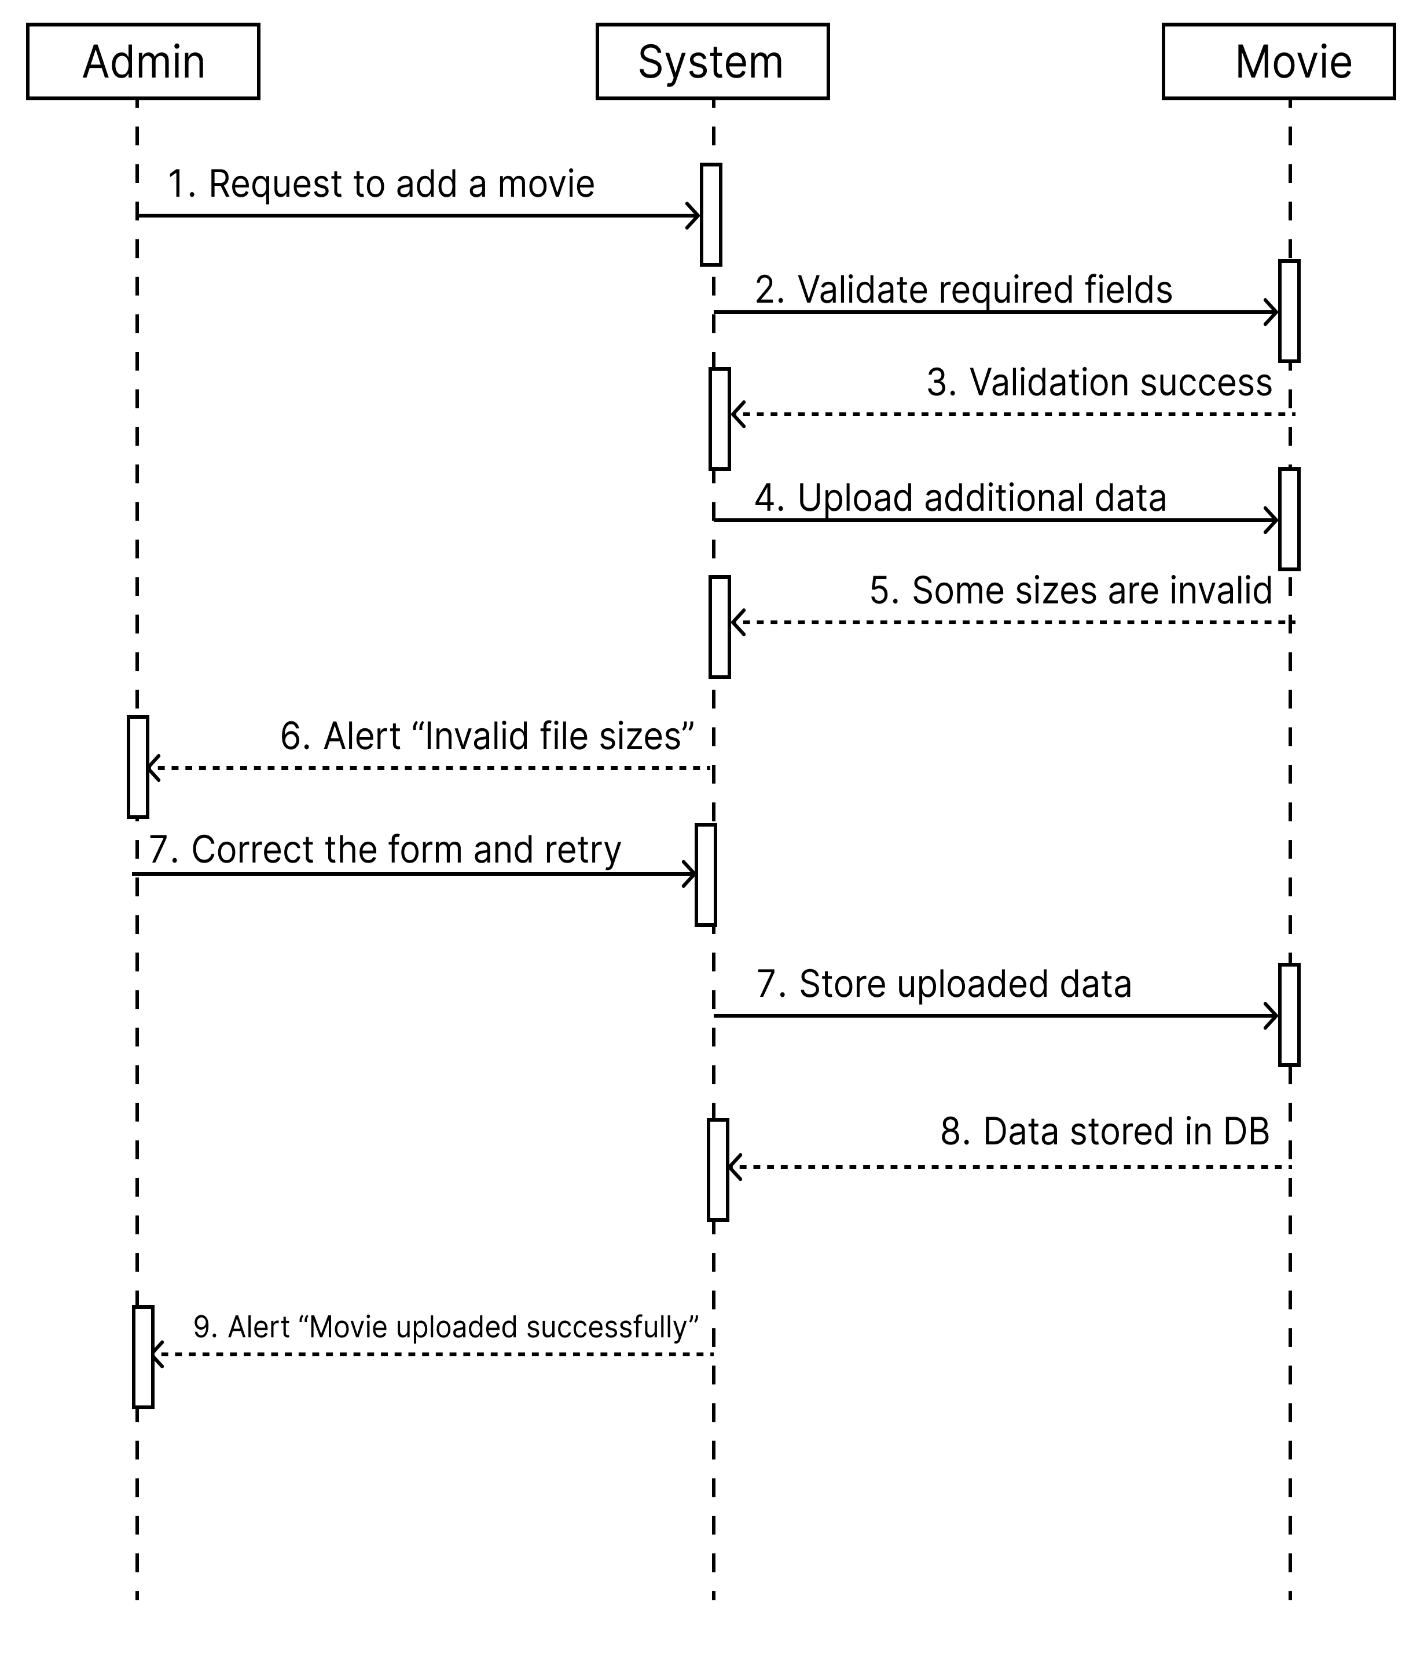 Admin
System
Movie
1. Request to add a movie
2. Validate required fields
3. Validation success
4. Upload additional data
5. Some sizes are invalid
6. Alert “Invalid file sizes”
7. Correct the form and retry
7. Store uploaded data
8. Data stored in DB
9. Alert “Movie uploaded successfully”